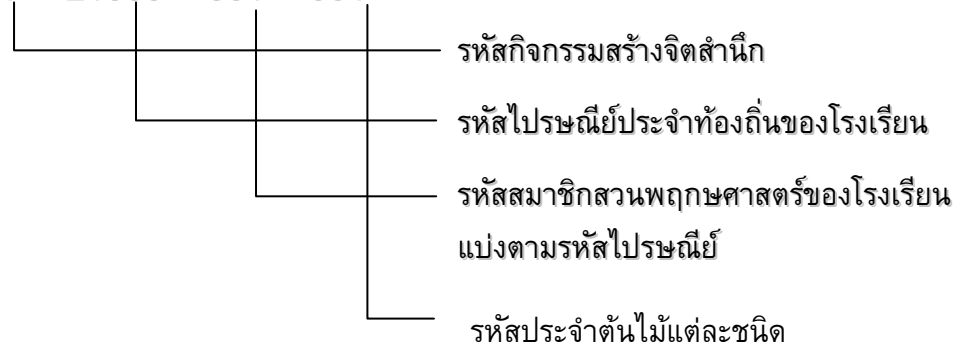 รหัสกิจกรรมสร้างจิตสำนึก
รหัสไปรษณีย์ประจำท้องถิ่นของโรงเรียน
รหัสสมาชิกสวนพฤกษศาสตร์ของโรงเรียน
แบ่งตามรหัสไปรษณีย์
รหัสประจำต้นไม้แต่ละชนิด